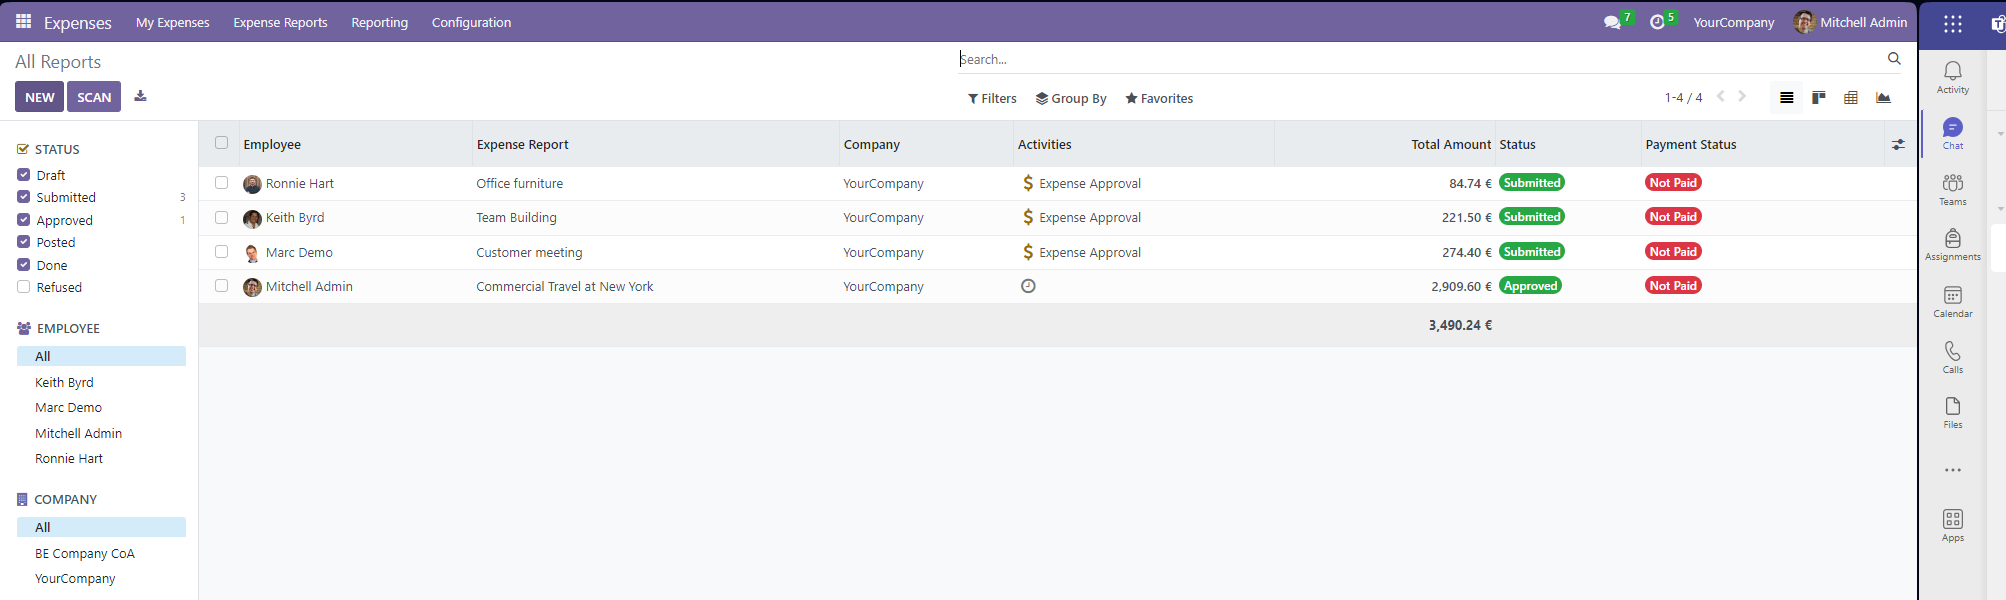 Expenses My Expenses Expense Reports Reporting Configuration 7 5 YourCompany Mitchell Admin
All Reports
Search...
NEW SCAN
Filters Group By Favorites
1-4 / 4
STATUS
Draft
Submitted 3
Approved 1
Posted
Done
Refused
EMPLOYEE
All
Keith Byrd
Marc Demo
Mitchell Admin
Ronnie Hart
COMPANY
All
BE Company CoA
YourCompany
Employee Expense Report Company Activities Total Amount Status Payment Status
Ronnie Hart Office furniture YourCompany $ Expense Approval 84.74 € Submitted Not Paid
Keith Byrd Team Building YourCompany $ Expense Approval 221.50 € Submitted Not Paid
Marc Demo Customer meeting YourCompany $ Expense Approval 274.40 € Submitted Not Paid
Mitchell Admin Commercial Travel at New York YourCompany 2,909.60 € Approved Not Paid
3,490.24 €
Activity
Chat
Teams
Assignments
Calendar
Calls
Files
Apps